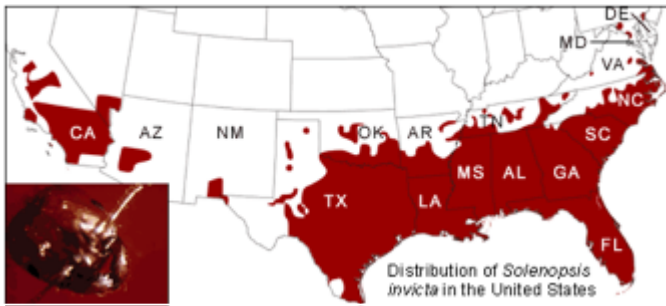 DE
MD
VA
NC
CA
AZ
NM
OK
AR
TN
SC
MS
AL
GA
TX
LA
FL
Distribution of Solenopsis
invicta in the United States